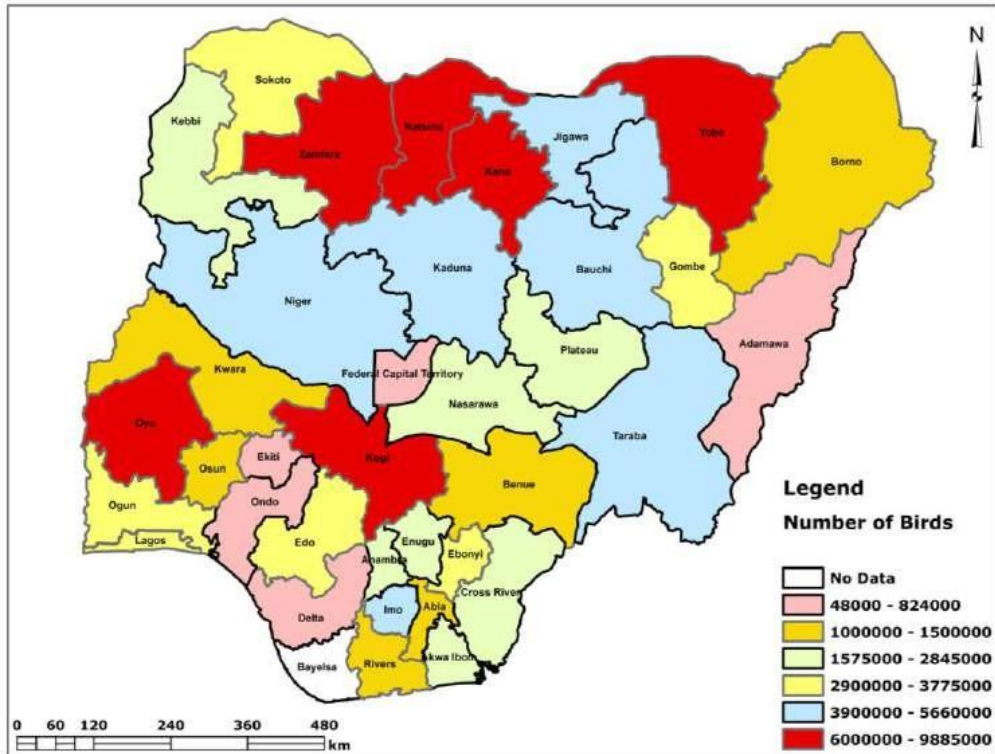 N
Sokoto
Kebbi
Zamfara
Katsina
Kano
Jigawa
Yobe
Borno
Niger
Kaduna
Bauchi
Gombe
Adamawa
Plateau
Federal Capital Territory
Nasarawa
Kwara
Taraba
Oyo
Kogi
Osun
Ekiti
Benue
Ogun
Ondo
Lagos
Edo
Enugu
Anambra
Ebonyi
Cross River
Delta
Imo
Abia
Bayelsa
Rivers
Akwa Ibom
Legend
Number of Birds
No Data
48000 - 824000
1000000 - 1500000
1575000 - 2845000
2900000 - 3775000
3900000 - 5660000
6000000 - 9885000
0 60 120 240 360 480
km